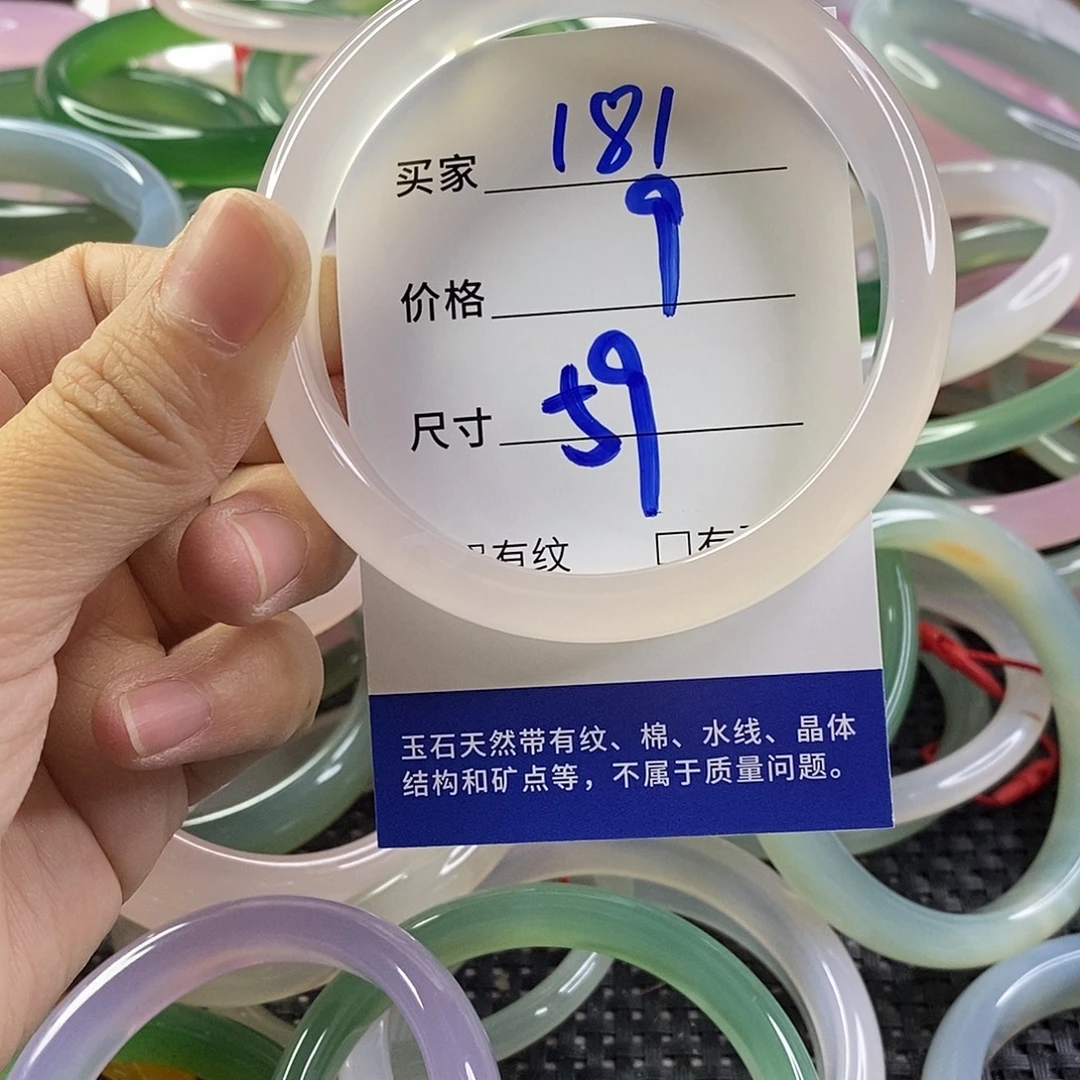 买家 181
价格 9
尺寸 59
有纹 □有
玉石天然带有纹、棉、水线、晶体
结构和矿点等，不属于质量问题。